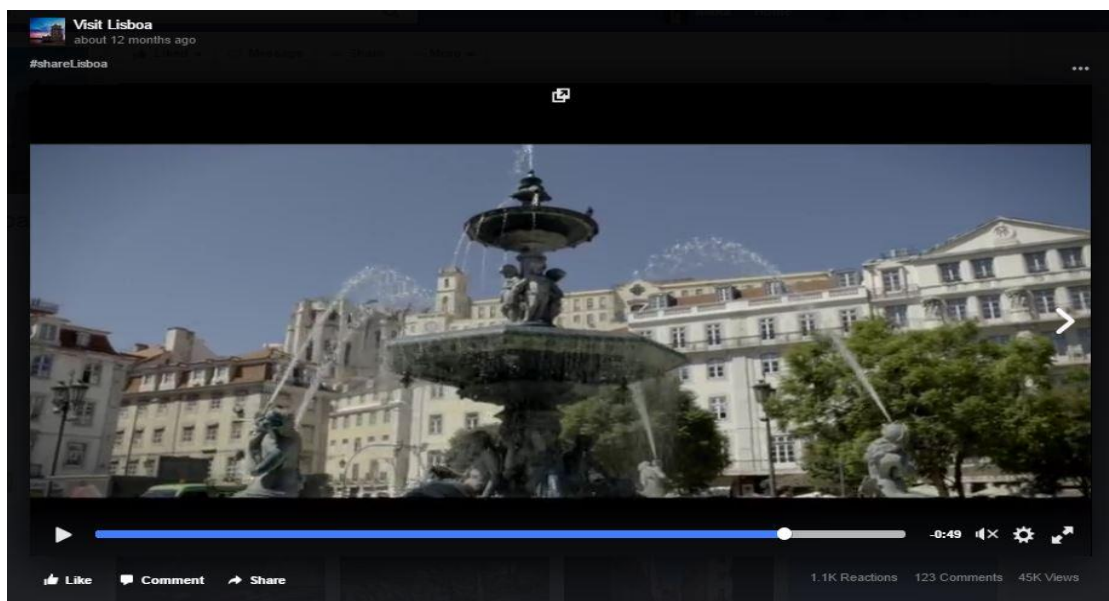 Visit Lisboa
about 12 months ago
#shareLisboa
-0:49
Like Comment Share
1.1K Reactions 123 Comments 45K Views